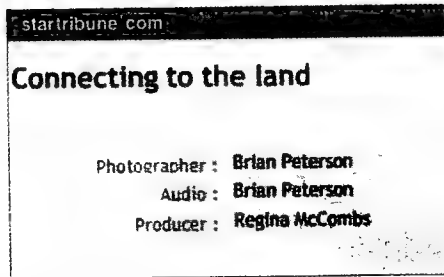 startribune com
Connecting to the land
Photographer : Brian Peterson
Audio : Brian Peterson
Producer : Regina McCombs